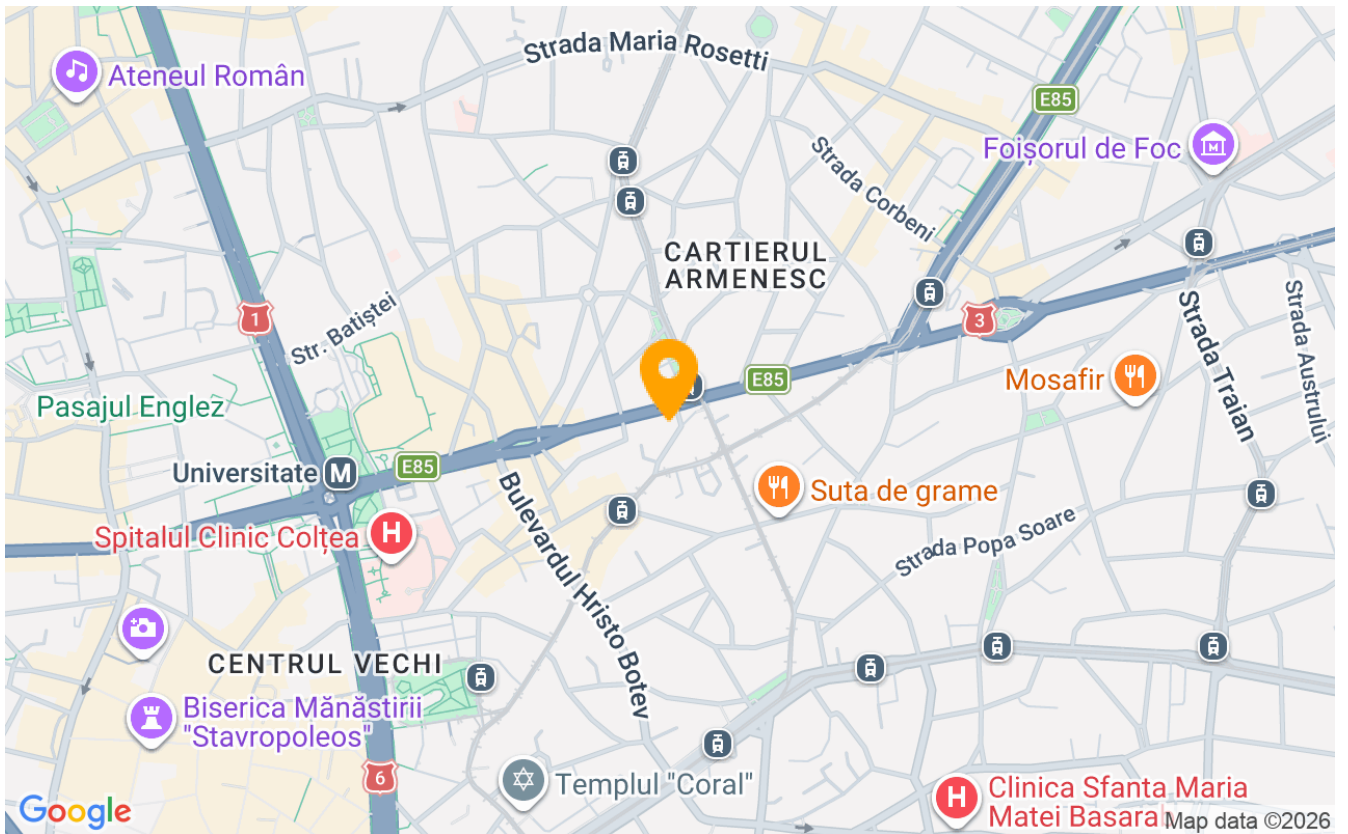 Strada Maria Rosetti
Ateneul Român
E85
Foișorul de Foc
Strada Corbeni
CARTIERUL
ARMENESC
1
Str. Batiștei
3
Strada Traian
Strada Austrului
E85
Mosafir
Pasajul Englez
Universitate
M
E85
Suta de grame
Spitalul Clinic Colțea
H
Bulevardul Hristo Botev
Strada Popa Soare
CENTRUL VECHI
Biserica Mănăstirii
"Stavropoleos"
6
Templul "Coral"
H
Clinica Sfanta Maria
Matei Basaral
Google
Map data ©2026